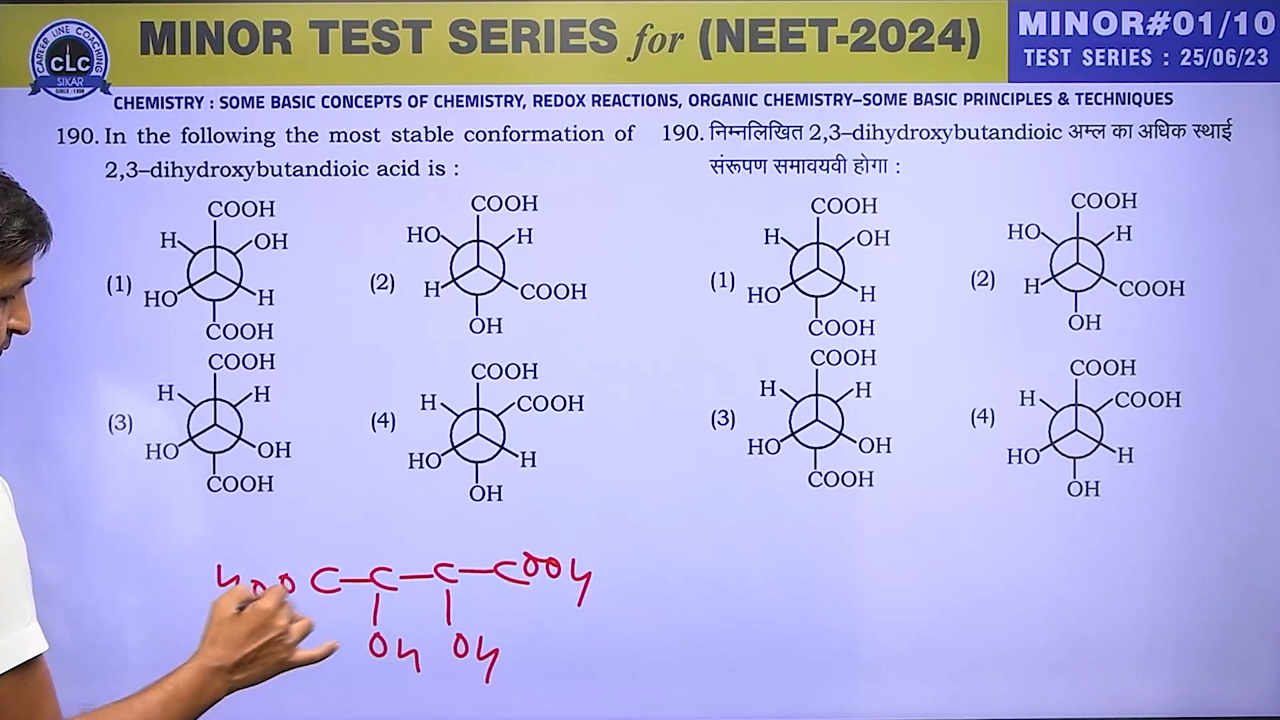 MINOR TEST SERIES for (NEET-2024)
MINOR#01/10
TEST SERIES : 25/06/23
CAREER LINE COACHING
CLC
SIKAR
SINCE : 1996
CHEMISTRY : SOME BASIC CONCEPTS OF CHEMISTRY, REDOX REACTIONS, ORGANIC CHEMISTRY–SOME BASIC PRINCIPLES & TECHNIQUES
190. In the following the most stable conformation of
2,3–dihydroxybutandioic acid is :
(1)
COOH
H OH
HO H
COOH
(2)
COOH
HO H
H COOH
OH
(3)
COOH
H H
HO OH
COOH
(4)
COOH
H COOH
HO H
OH
190. निम्नलिखित 2,3–dihydroxybutandioic अम्ल का अधिक स्थाई
संरूपण समावयवी होगा :
(1)
COOH
H OH
HO H
COOH
(2)
COOH
HO H
H COOH
OH
(3)
COOH
H H
HO OH
COOH
(4)
COOH
H COOH
HO H
OH
HOOC–C–C–COOH
OH OH